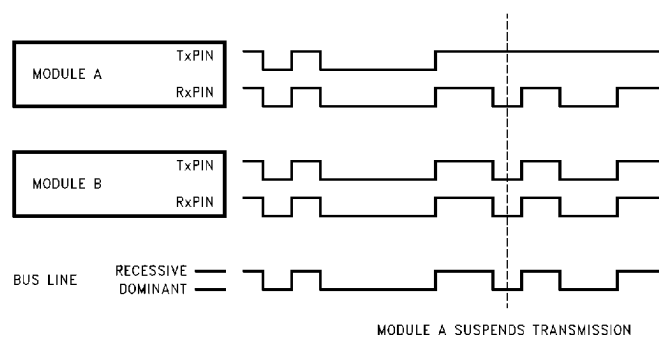 TxPIN
MODULE A
RxPIN
TxPIN
MODULE B
RxPIN
BUS LINE RECESSIVE
DOMINANT
MODULE A SUSPENDS TRANSMISSION